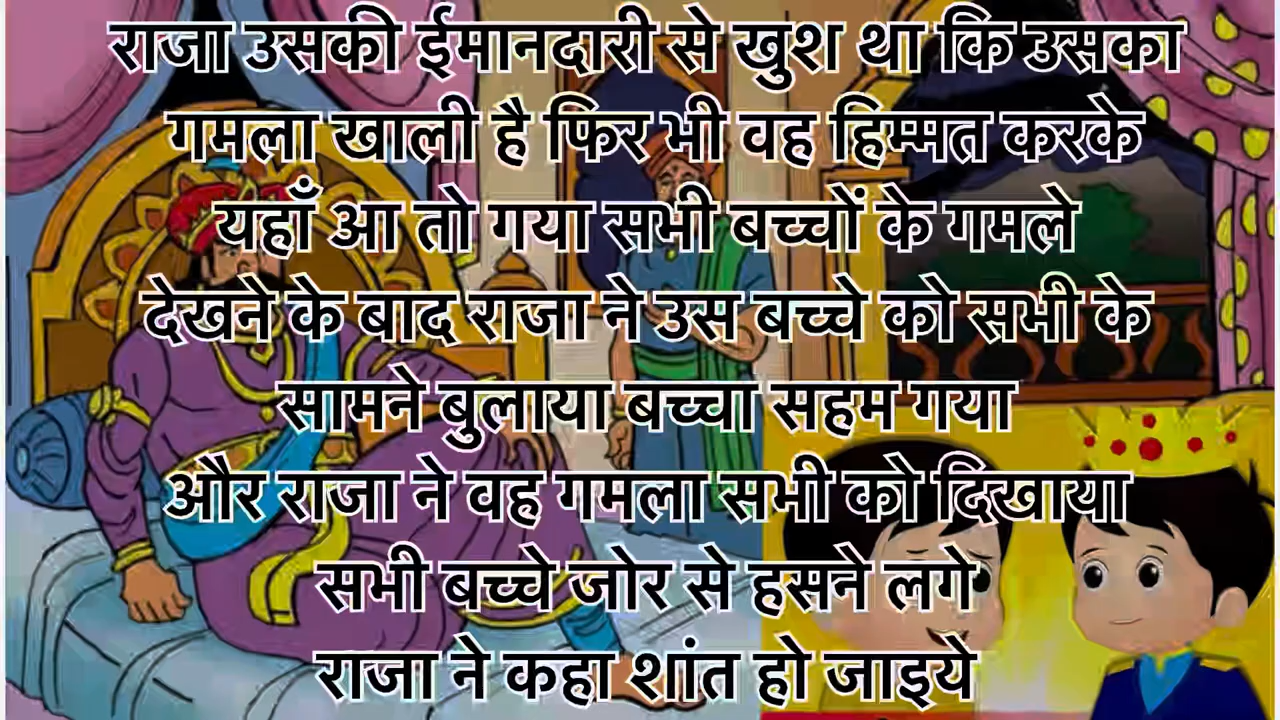 राजा उसकी ईमानदारी से खुश था कि उसका
गमला खाली है फिर भी वह हिम्मत करके
यहाँ आ तो गया सभी बच्चों के गमले
देखने के बाद राजा ने उस बच्चे को सभी के
सामने बुलाया बच्चा सहम गया
और राजा ने वह गमला सभी को दिखाया
सभी बच्चे जोर से हसने लगे
राजा ने कहा शांत हो जाइये